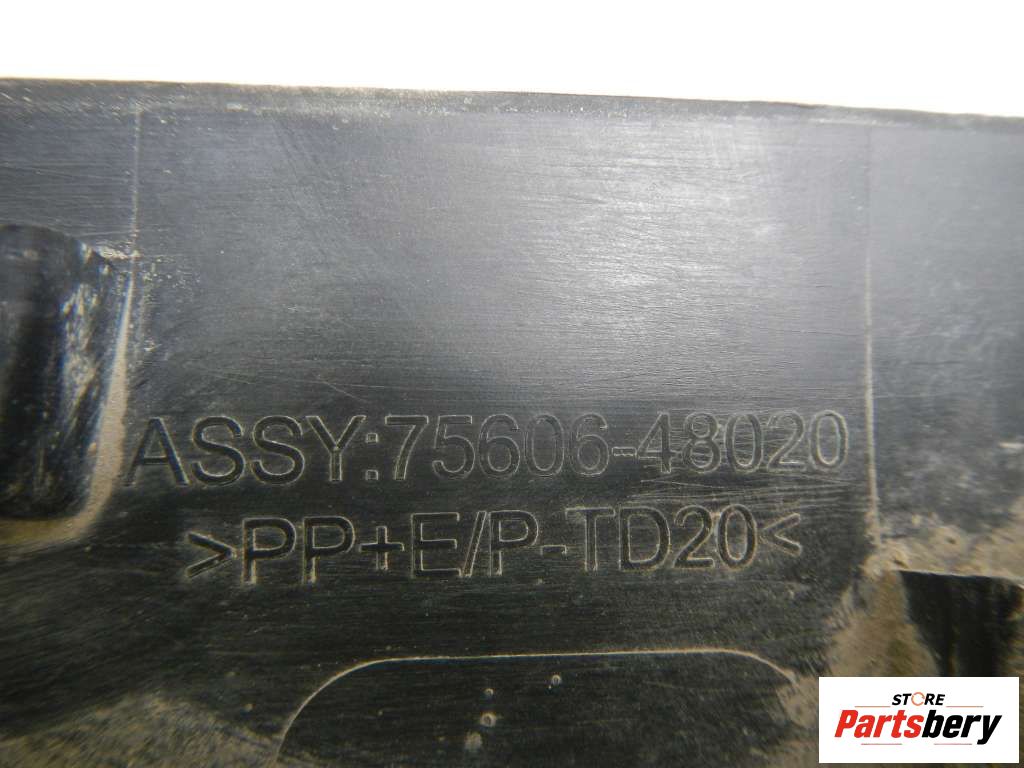 ASSY:75606-48020
>PP+E/P-TD20<
STORE
Partsbery